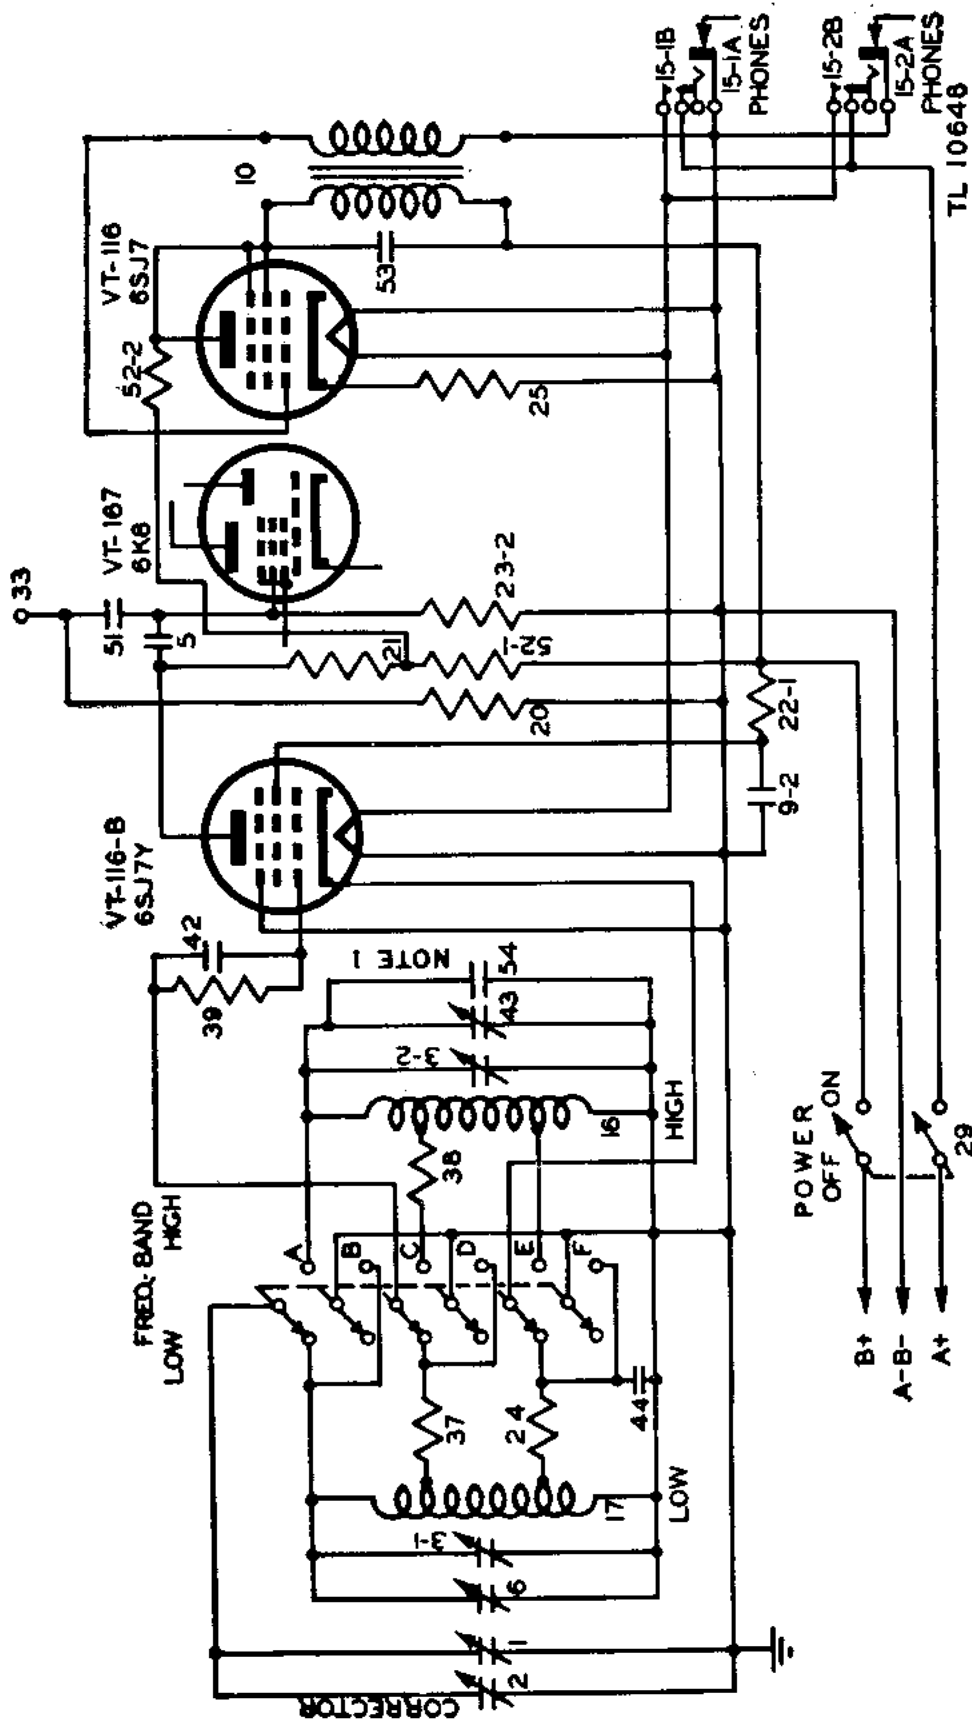 33
VT-116-B
6SJ7Y
VT-167
6K8
VT-116
6SJ7
52-2
10
42
39
51
5
53
CORRECTOR
2
1
6
3-1
17
LOW
37
24
44
FREQ. BAND
LOW
HIGH
A
B
C
D
E
F
38
16
HIGH
3-2
43
54
NOTE 1
20
21
52-1
23-2
25
9-2
22-1
15-1B
15-1A
PHONES
15-2B
15-2A
PHONES
POWER
OFF
ON
29
B+
A-B-
A+
TL 10648